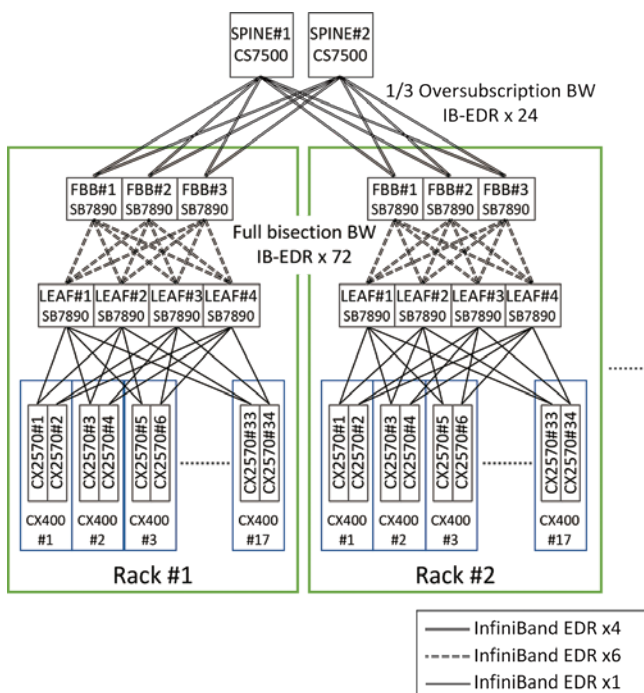 SPINE#1
CS7500
SPINE#2
CS7500
1/3 Oversubscription BW
IB-EDR x 24
FBB#1
SB7890
FBB#2
SB7890
FBB#3
SB7890
FBB#1
SB7890
FBB#2
SB7890
FBB#3
SB7890
Full bisection BW
IB-EDR x 72
LEAF#1
SB7890
LEAF#2
SB7890
LEAF#3
SB7890
LEAF#4
SB7890
LEAF#1
SB7890
LEAF#2
SB7890
LEAF#3
SB7890
LEAF#4
SB7890
CX2570#1
CX2570#2
CX2570#3
CX2570#4
CX2570#5
CX2570#6
CX2570#33
CX2570#34
CX2570#1
CX2570#2
CX2570#3
CX2570#4
CX2570#5
CX2570#6
CX2570#33
CX2570#34
CX400
#1
CX400
#2
CX400
#3
CX400
#17
CX400
#1
CX400
#2
CX400
#3
CX400
#17
Rack #1
Rack #2
InfiniBand EDR x4
InfiniBand EDR x6
InfiniBand EDR x1